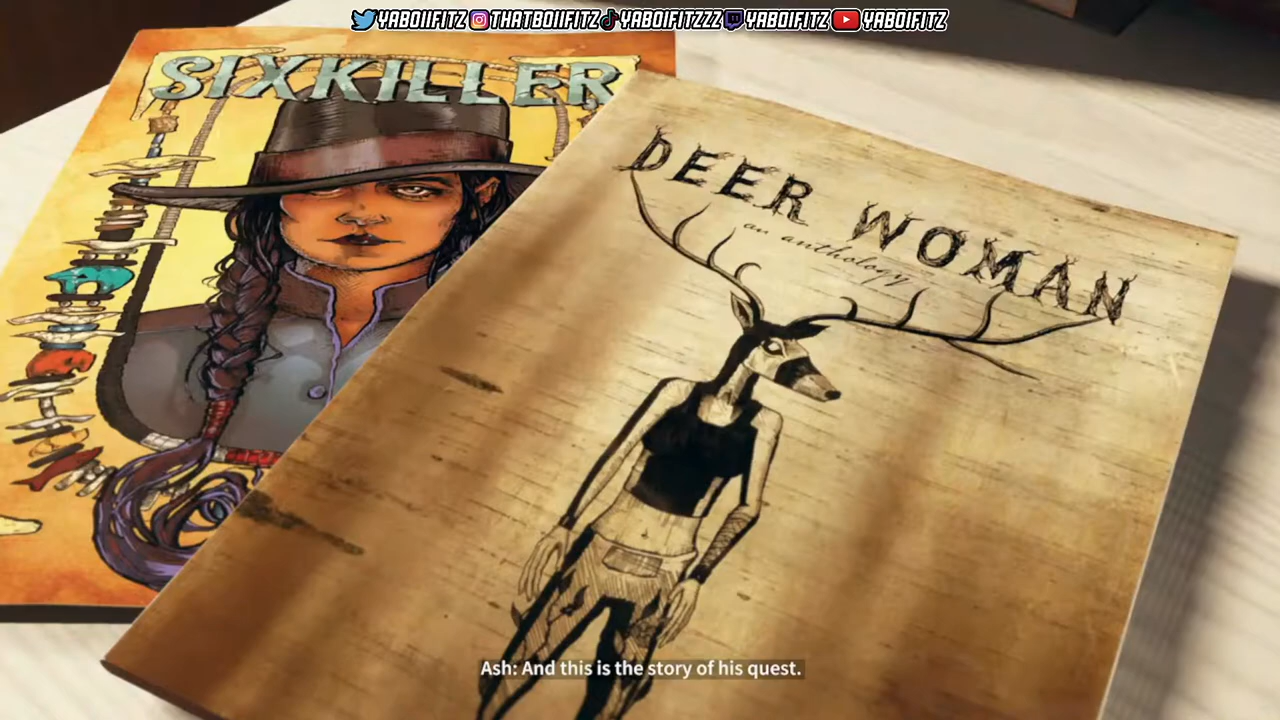 YABOIIFITZ THATBOIIFITZ YABOIFITZZZ YABOIFITZ YABOIFITZ
SIXKILLER
DEER WOMAN
an anthology
Ash: And this is the story of his quest.